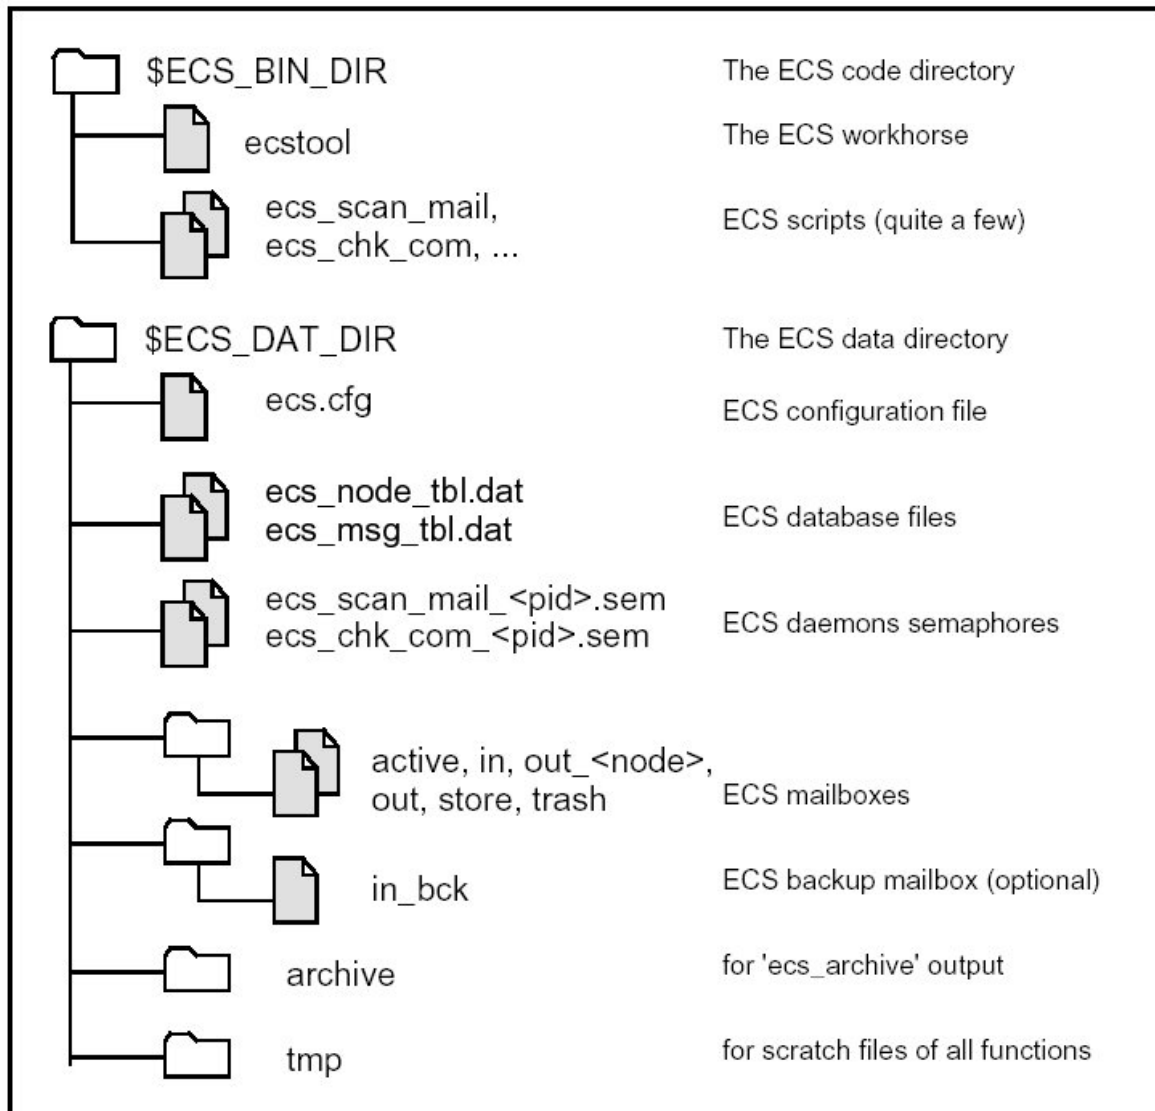 $ECS_BIN_DIR The ECS code directory
ecstool The ECS workhorse
ecs_scan_mail,
ecs_chk_com, ... ECS scripts (quite a few)
$ECS_DAT_DIR The ECS data directory
ecs.cfg ECS configuration file
ecs_node_tbl.dat
ecs_msg_tbl.dat ECS database files
ecs_scan_mail_<pid>.sem
ecs_chk_com_<pid>.sem ECS daemons semaphores
active, in, out_<node>,
out, store, trash ECS mailboxes
in_bck ECS backup mailbox (optional)
archive for 'ecs_archive' output
tmp for scratch files of all functions